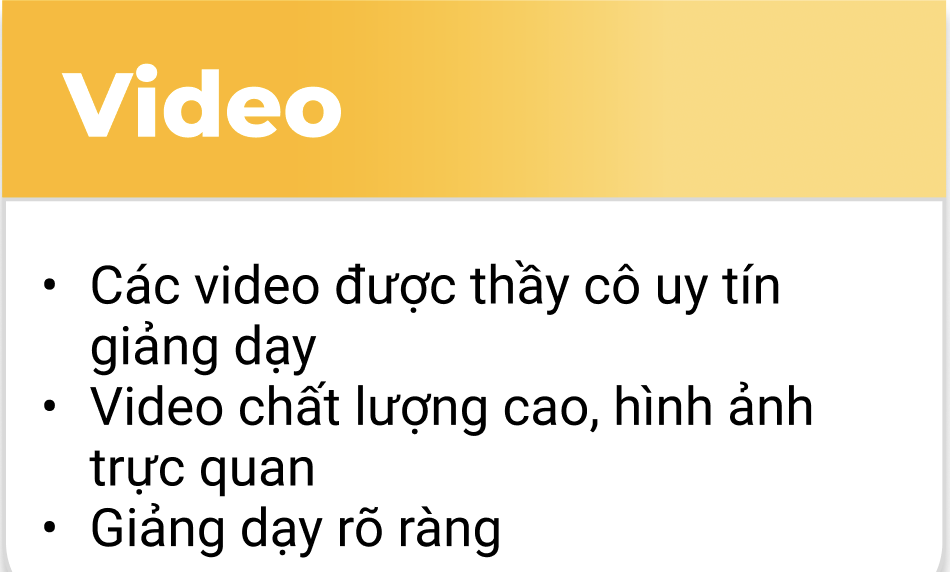 Video
• Các video được thầy cô uy tín
giảng dạy
• Video chất lượng cao, hình ảnh
trực quan
• Giảng dạy rõ ràng